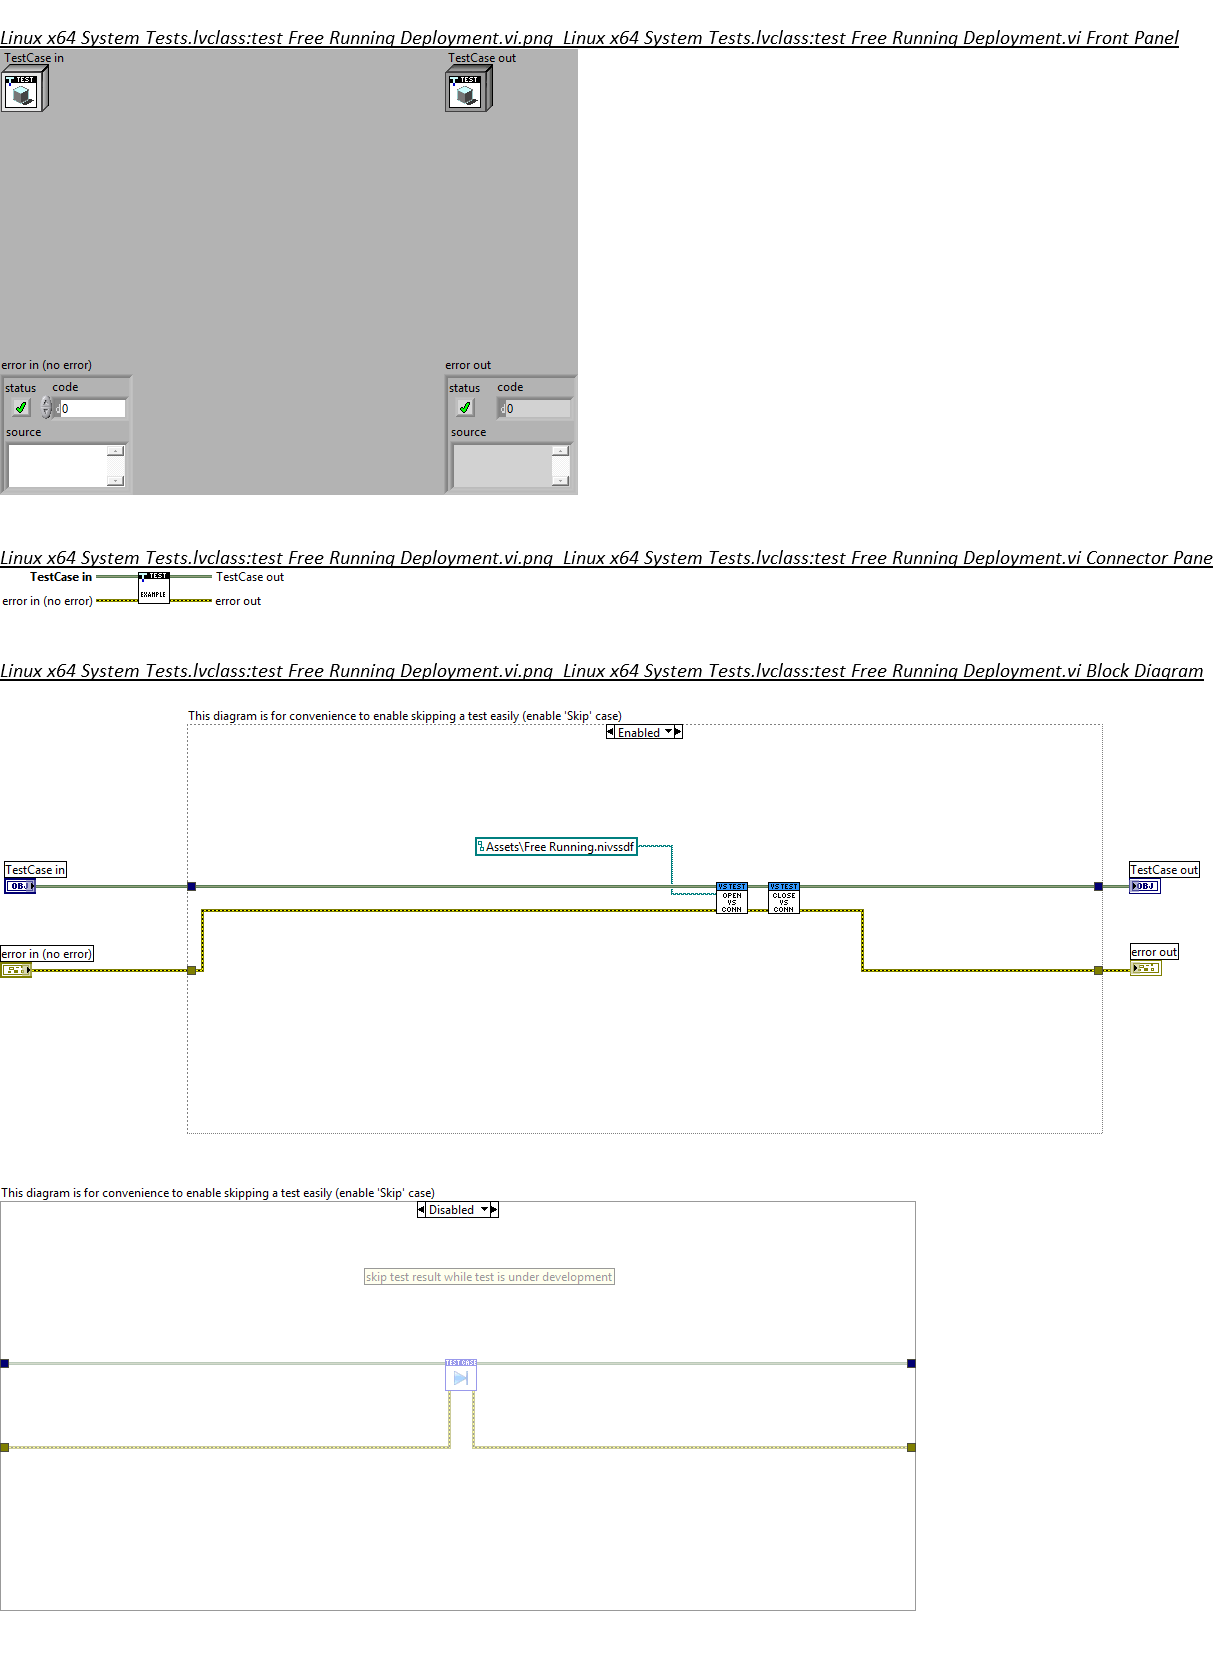 Linux x64 System Tests.lvclass:test Free Running Deployment.vi.png Linux x64 System Tests.lvclass:test Free Running Deployment.vi Front Panel
TestCase in TestCase out
TEST TEST
error in (no error) error out
status code status code
d 0 d 0
source source
Linux x64 System Tests.lvclass:test Free Running Deployment.vi.png Linux x64 System Tests.lvclass:test Free Running Deployment.vi Connector Pane
TestCase in TEST TestCase out
error in (no error) EXAMPLE error out
Linux x64 System Tests.lvclass:test Free Running Deployment.vi.png Linux x64 System Tests.lvclass:test Free Running Deployment.vi Block Diagram
This diagram is for convenience to enable skipping a test easily (enable 'Skip' case)
Enabled
Assets\Free Running.nivssdf
TestCase in TestCase out
OBJ VS TEST VS TEST OBJ
OPEN CLOSE
VS VS
CONN CONN
error in (no error) error out
This diagram is for convenience to enable skipping a test easily (enable 'Skip' case)
Disabled
skip test result while test is under development
TEST CASE